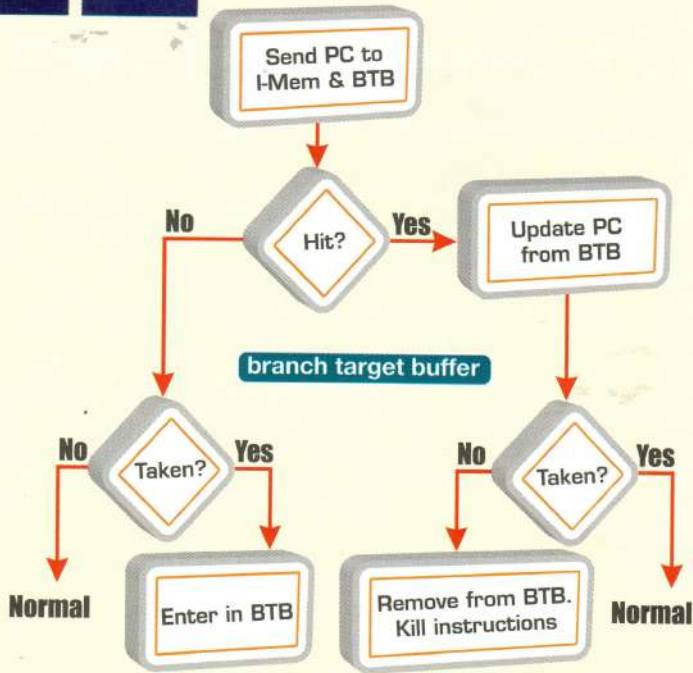 Send PC to
I-Mem & BTB
No
Hit?
Yes
Update PC
from BTB
branch target buffer
No
Taken?
Yes
No
Taken?
Yes
Normal
Enter in BTB
Remove from BTB.
Kill instructions
Normal